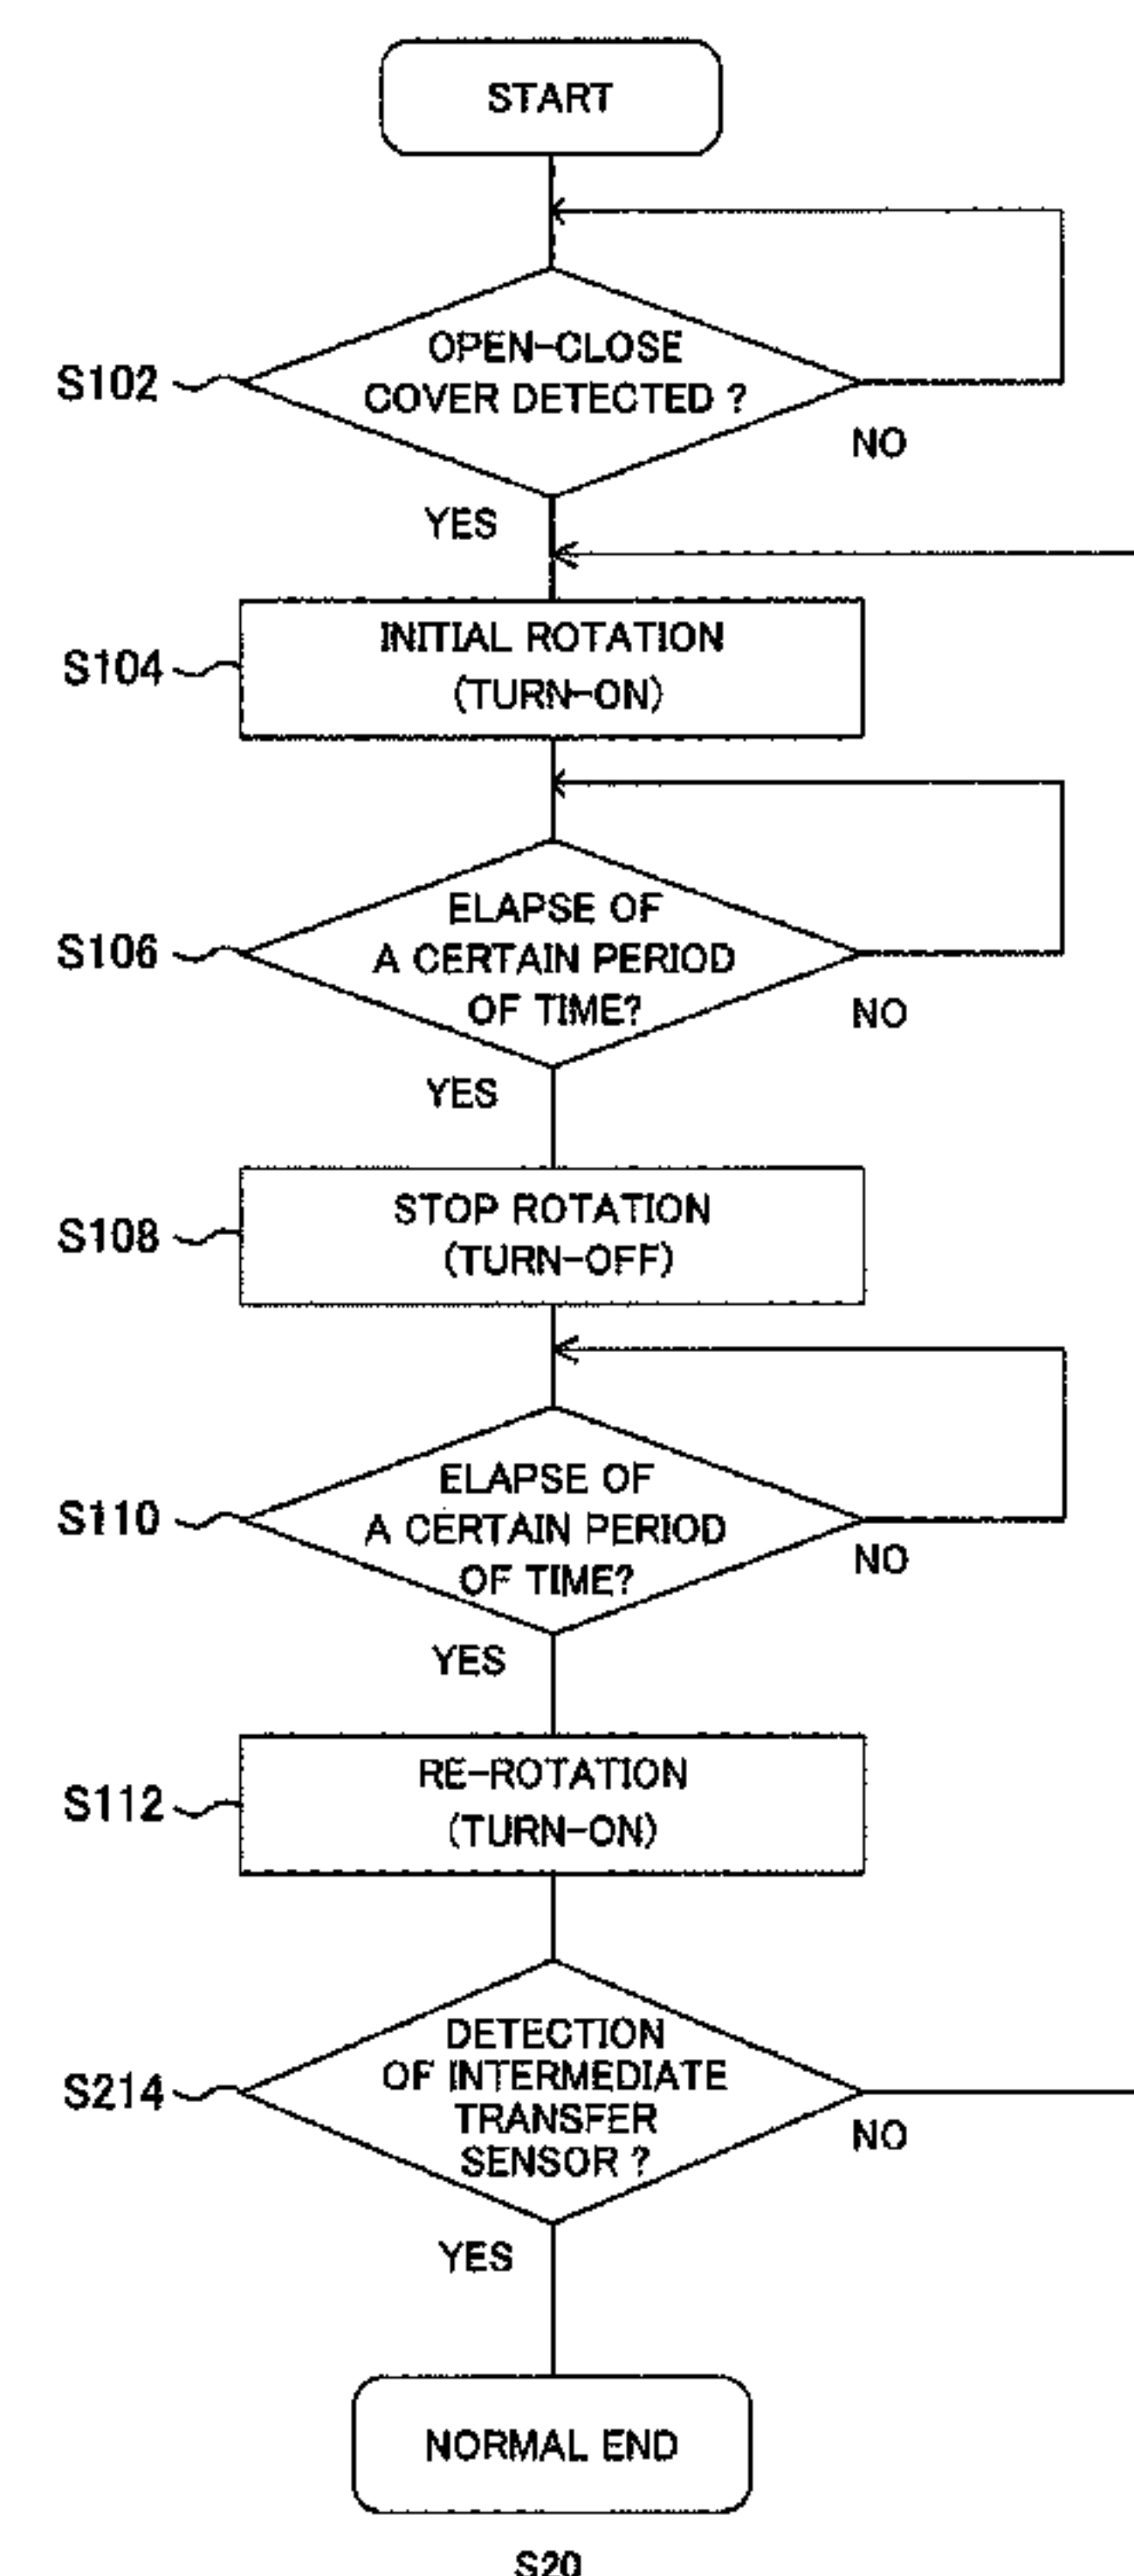 START
OPEN-CLOSE
COVER DETECTED ?
S102
NO
YES
INITIAL ROTATION
(TURN-ON)
S104
ELAPSE OF
A CERTAIN PERIOD
OF TIME?
S106
NO
YES
STOP ROTATION
(TURN-OFF)
S108
ELAPSE OF
A CERTAIN PERIOD
OF TIME?
S110
NO
YES
RE-ROTATION
(TURN-ON)
S112
DETECTION
OF INTERMEDIATE
TRANSFER
SENSOR ?
S214
NO
YES
NORMAL END
S20